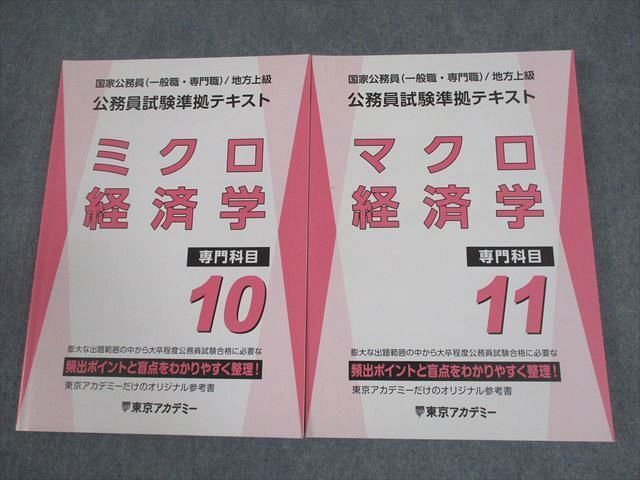 国家公務員(一般職・専門職)/地方上級
公務員試験準拠テキスト
ミクロ
経済学
専門科目
10
膨大な出題範囲の中から大卒程度公務員試験合格に必要な
頻出ポイントと盲点をわかりやすく整理!
東京アカデミーだけのオリジナル参考書
東京アカデミー
国家公務員(一般職・専門職)/地方上級
公務員試験準拠テキスト
マクロ
経済学
専門科目
11
膨大な出題範囲の中から大卒程度公務員試験合格に必要な
頻出ポイントと盲点をわかりやすく整理!
東京アカデミーだけのオリジナル参考書
東京アカデミー